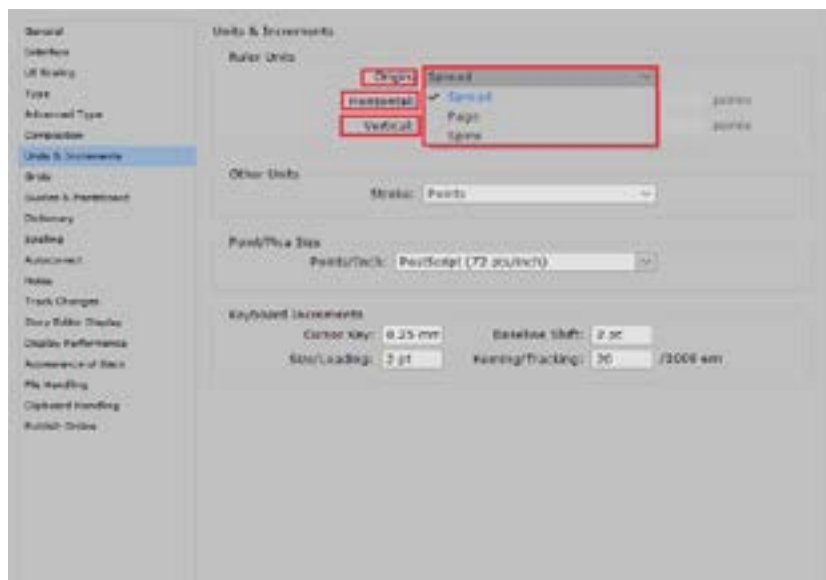 General
Interface
UI Scaling
Type
Advanced Type
Composition
Units & Increments
Grids
Guides & Pasteboard
Dictionary
Spelling
Autocorrect
Notes
Track Changes
Story Editor Display
Display Performance
Appearance of Black
File Handling
Clipboard Handling
Publish Online
Units & Increments
Ruler Units
Origin: Spread
Horizontal: ✓ Spread points
Page
Vertical: points
Spine
Other Units
Stroke: Points
Point/Pica Size
Points/Inch: PostScript (72 pts/inch)
Keyboard Increments
Cursor Key: 0.25 mm Baseline Shift: 2 pt
Size/Leading: 2 pt Kerning/Tracking: 20 /1000 em